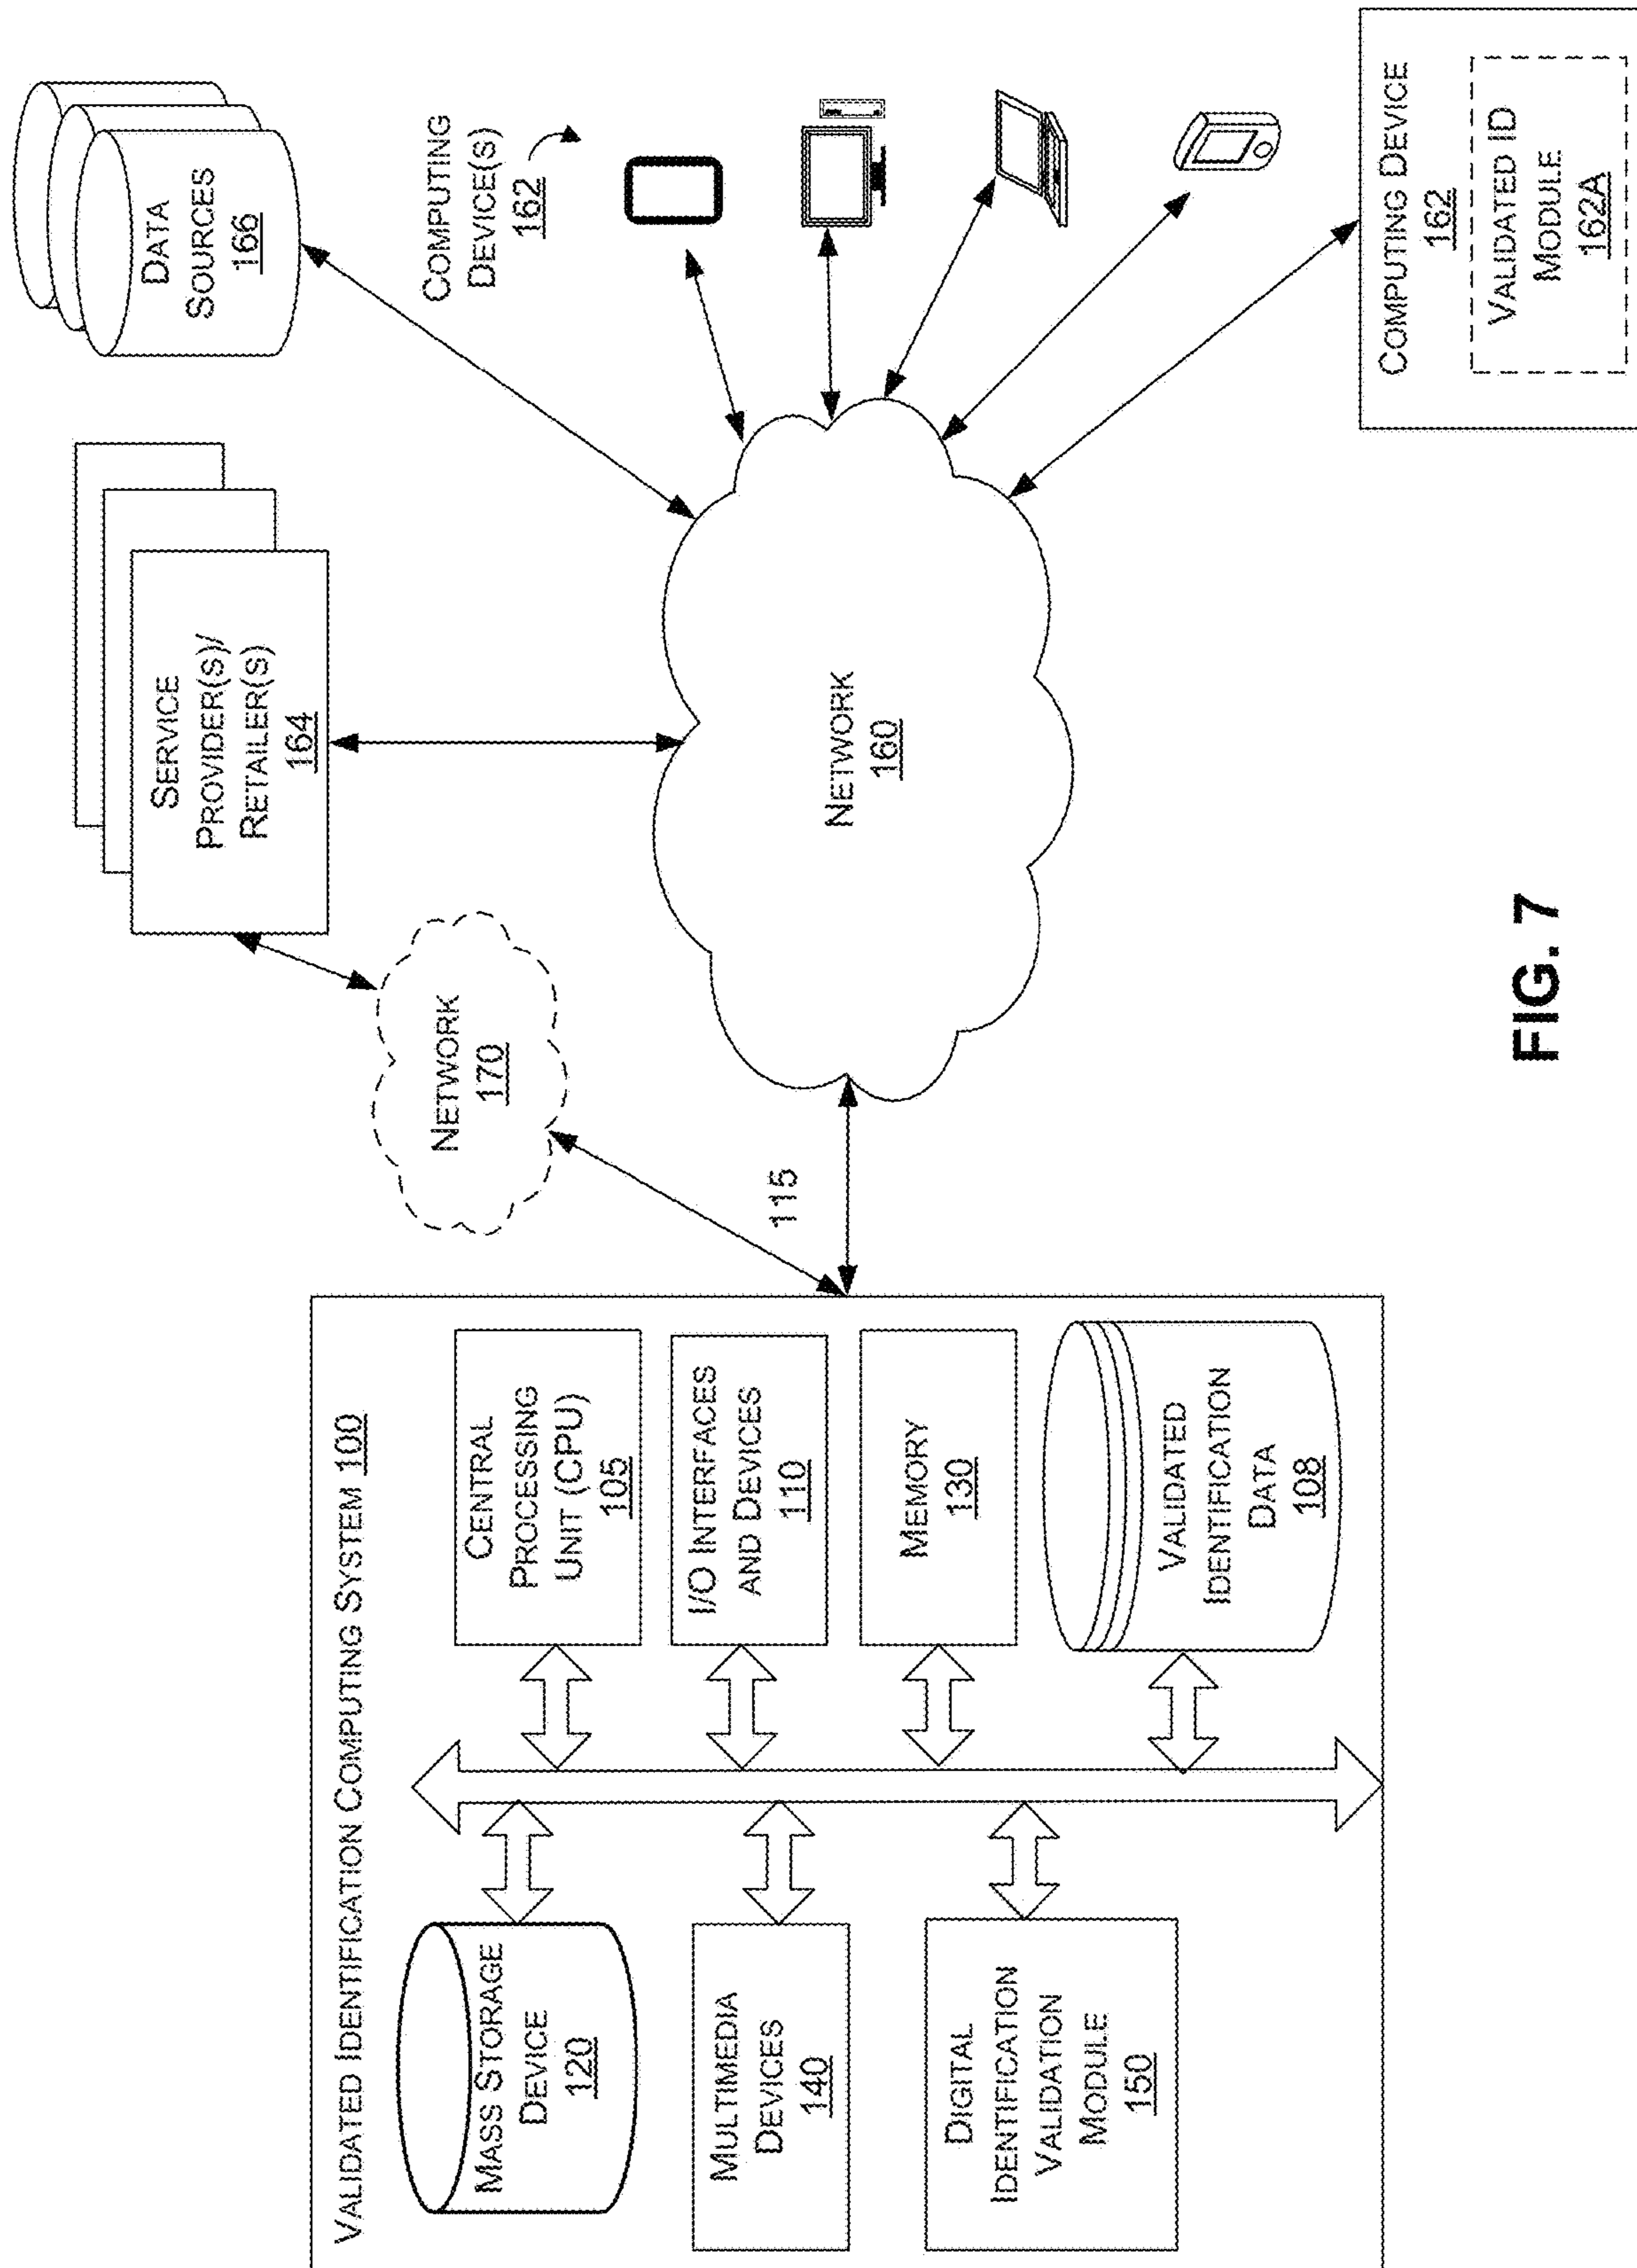 VALIDATED IDENTIFICATION COMPUTING SYSTEM 100
MASS STORAGE
DEVICE
120
MULTIMEDIA
DEVICES
140
DIGITAL
IDENTIFICATION
VALIDATION
MODULE
150
CENTRAL
PROCESSING
UNIT (CPU)
105
I/O INTERFACES
AND DEVICES
110
MEMORY
130
VALIDATED
IDENTIFICATION
DATA
108
115
NETWORK
170
SERVICE
PROVIDER(S)/
RETAILER(S)
164
DATA
SOURCES
166
NETWORK
160
COMPUTING
DEVICE(S)
162
COMPUTING DEVICE
162
VALIDATED ID
MODULE
162A
FIG. 7